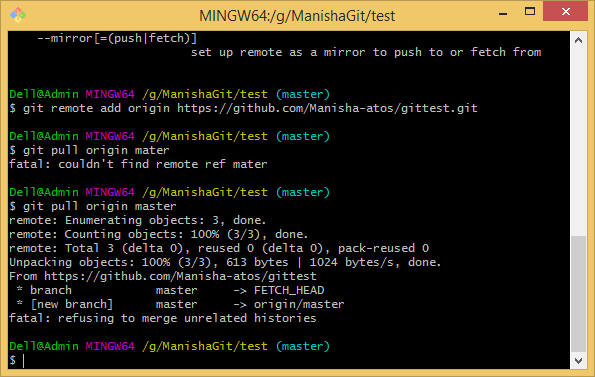 MINGW64:/g/ManishaGit/test
--mirror[=(push|fetch)]
set up remote as a mirror to push to or fetch from
Dell@Admin MINGW64 /g/ManishaGit/test (master)
$ git remote add origin https://github.com/Manisha-atos/gittest.git
Dell@Admin MINGW64 /g/ManishaGit/test (master)
$ git pull origin mater
fatal: couldn't find remote ref mater
Dell@Admin MINGW64 /g/ManishaGit/test (master)
$ git pull origin master
remote: Enumerating objects: 3, done.
remote: Counting objects: 100% (3/3), done.
remote: Total 3 (delta 0), reused 0 (delta 0), pack-reused 0
Unpacking objects: 100% (3/3), 613 bytes | 1024 bytes/s, done.
From https://github.com/Manisha-atos/gittest
 * branch            master     -> FETCH_HEAD
 * [new branch]      master     -> origin/master
fatal: refusing to merge unrelated histories
Dell@Admin MINGW64 /g/ManishaGit/test (master)
$